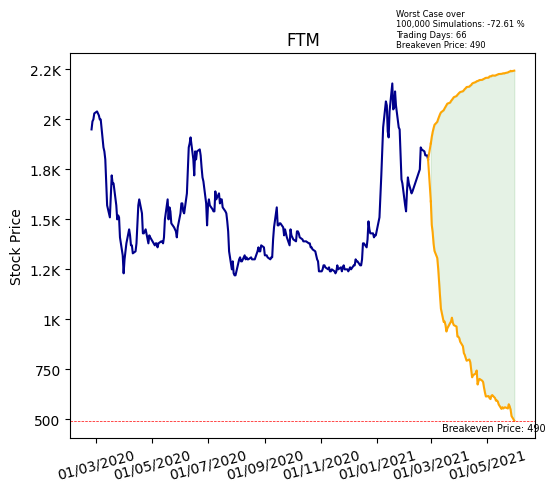 Worst Case over
100,000 Simulations: -72.61 %
Trading Days: 66
Breakeven Price: 490
FTM
Stock Price
2.2K
2K
1.8K
1.5K
1.2K
1K
750
500
Breakeven Price: 490
01/03/2020
01/05/2020
01/07/2020
01/09/2020
01/11/2020
01/01/2021
01/03/2021
01/05/2021